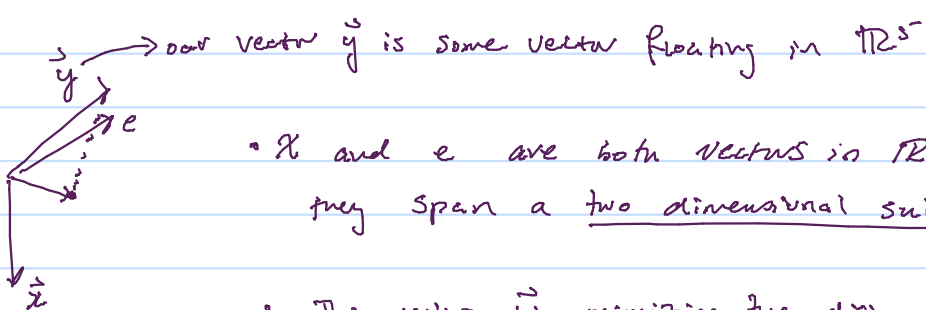 y⃗ → our vector y⃗ is some vector floating in ℝ⁵
e
• X and e are both vectors in ℝ
they span a two dimensional
x⃗